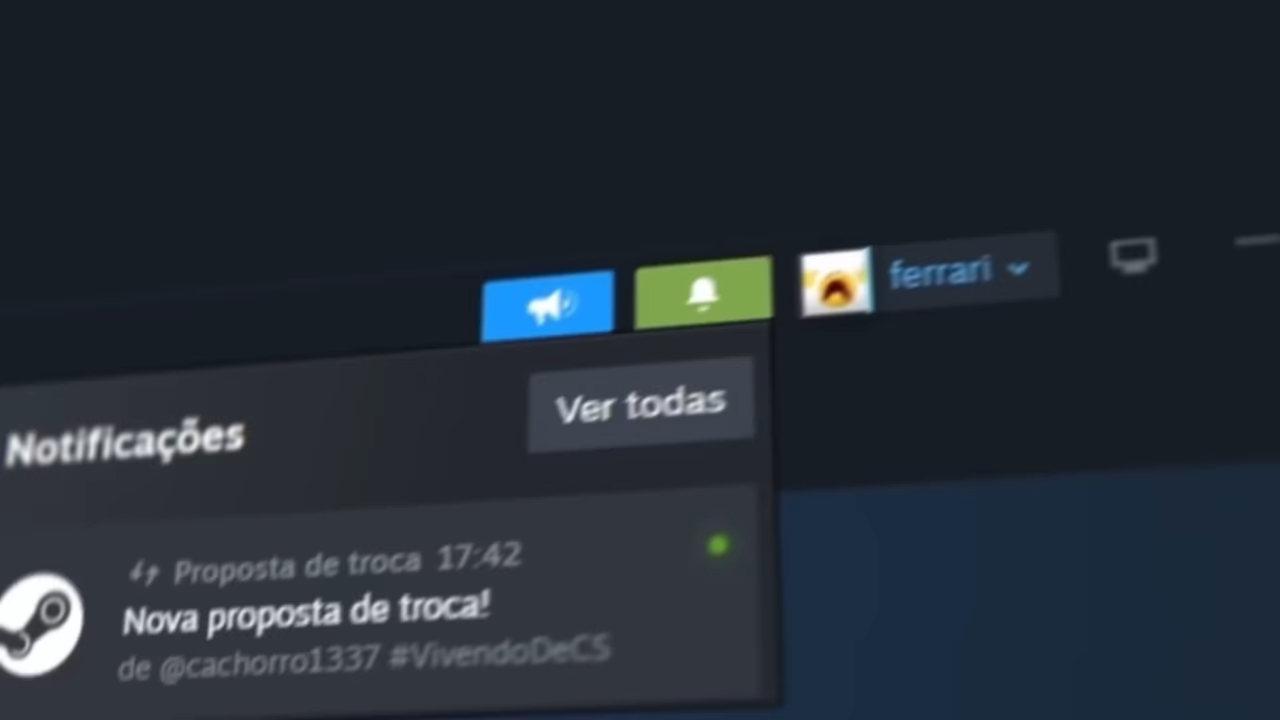 ferrari
Ver todas
Notificações
Proposta de troca 17:42
Nova proposta de troca!
de @cachorro1337 #VivendoDeCS